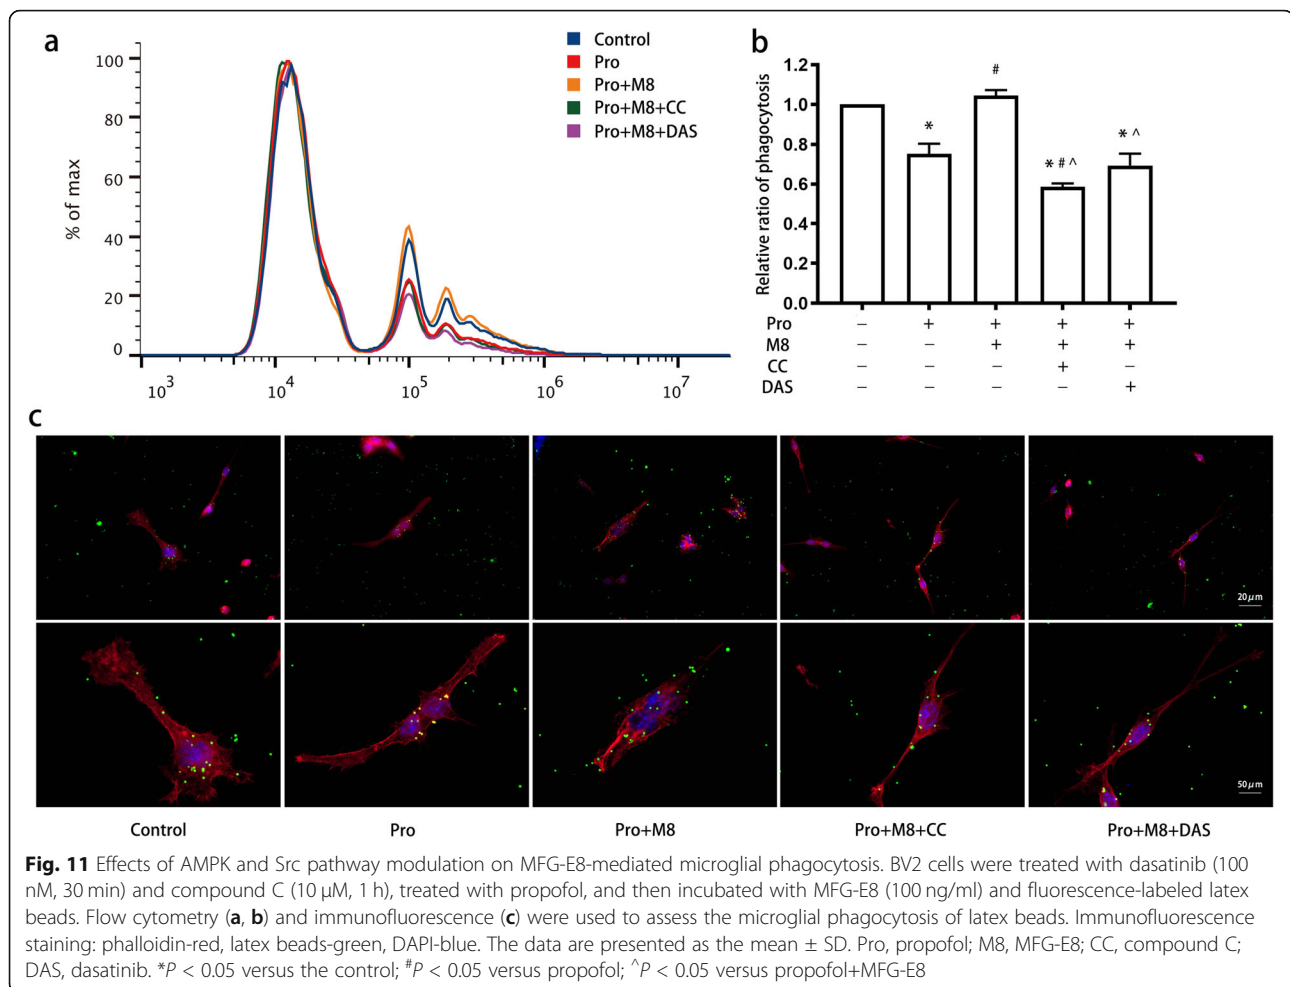 a
Control
Pro
Pro+M8
Pro+M8+CC
Pro+M8+DAS
% of max
100
80
60
40
20
0
10³
10⁴
10⁵
10⁶
10⁷
b
Relative ratio of phagocytosis
1.2
1.0
0.8
0.6
0.4
0.2
0.0
*
#
* # ^
* ^
Pro − + + + +
M8 − − + + +
CC − − − + −
DAS − − − − +
c
20 μm
50 μm
Control
Pro
Pro+M8
Pro+M8+CC
Pro+M8+DAS
Fig. 11 Effects of AMPK and Src pathway modulation on MFG-E8-mediated microglial phagocytosis. BV2 cells were treated with dasatinib (100
nM, 30 min) and compound C (10 μM, 1 h), treated with propofol, and then incubated with MFG-E8 (100 ng/ml) and fluorescence-labeled latex
beads. Flow cytometry (a, b) and immunofluorescence (c) were used to assess the microglial phagocytosis of latex beads. Immunofluorescence
staining: phalloidin-red, latex beads-green, DAPI-blue. The data are presented as the mean ± SD. Pro, propofol; M8, MFG-E8; CC, compound C;
DAS, dasatinib. *P < 0.05 versus the control; #P < 0.05 versus propofol; ^P < 0.05 versus propofol+MFG-E8